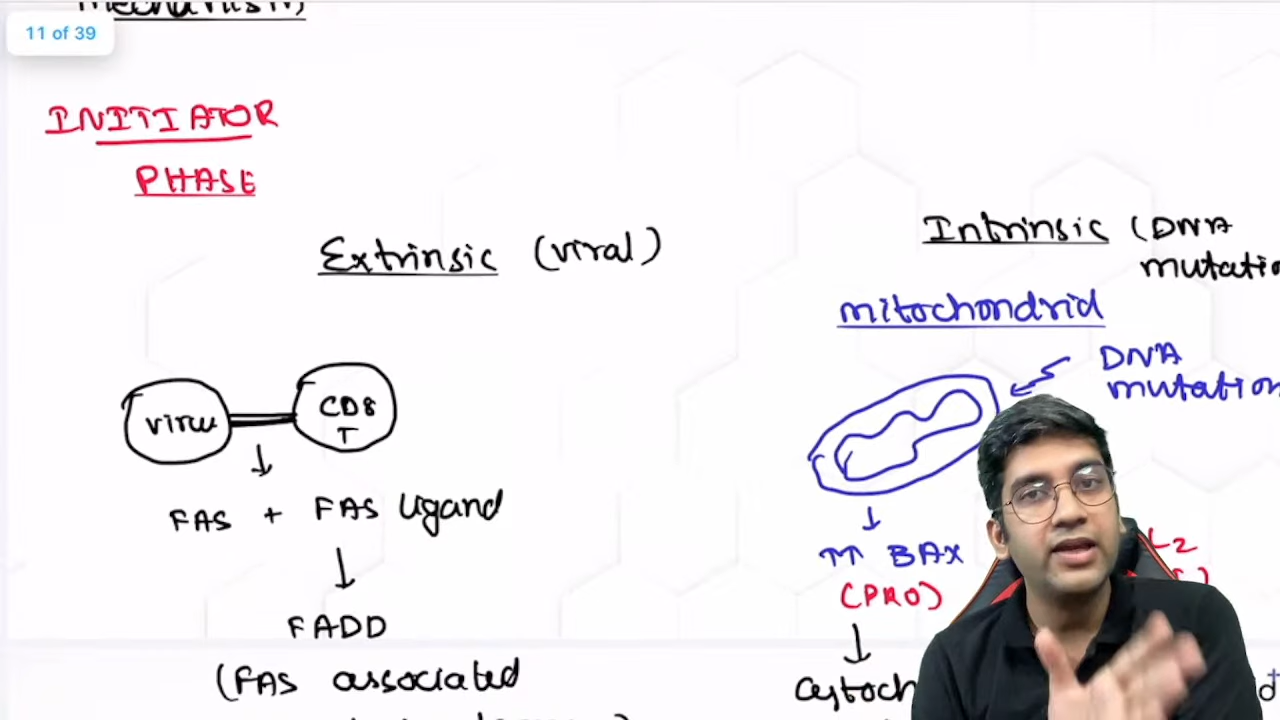 mechanism
11 of 39
INITIATOR
PHASE
Extrinsic (viral)
Intrinsic (DNA
mutation
mitochondria
DNA
mutation
virus
CD8
T
FAS + FAS Ligand
↑↑ BAX
(PRO)
FADD
(FAS associated